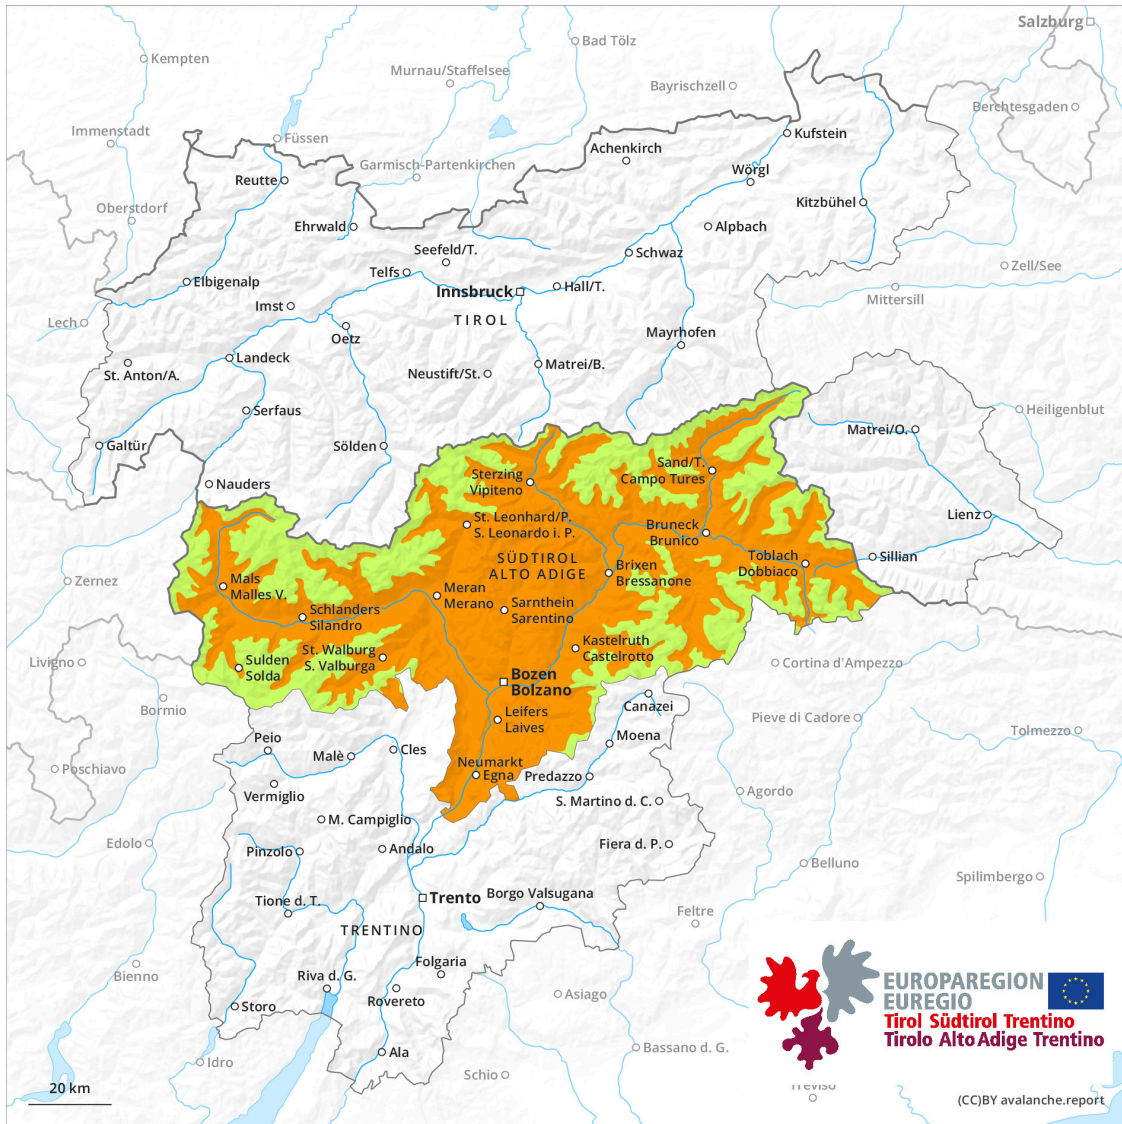 Salzburg
Bad Tölz
Kempten
Murnau/Staffelsee
Bayrischzell
Berchtesgaden
Immenstadt
Füssen
Kufstein
Achenkirch
Garmisch-Partenkirchen
Wörgl
Reutte
Kitzbühel
Oberstdorf
Ehrwald
Alpbach
Seefeld/T.
Schwaz
Zell/See
Telfs
Elbigenalp
Hall/T.
Innsbruck
Mittersill
Imst
TIROL
Lech
Mayrhofen
Oetz
Landeck
Matrei/B.
St. Anton/A.
Neustift/St.
Serfaus
Heiligenblut
Matrei/O.
Galtür
Sölden
Sand/T.
Campo Tures
Sterzing
Vipiteno
Nauders
Lienz
St. Leonhard/P.
S. Leonardo i. P.
Bruneck
Brunico
SÜDTIROL
ALTO ADIGE
Toblach
Dobbiaco
Sillian
Brixen
Bressanone
Zernez
Mals
Malles V.
Meran
Merano
Sarnthein
Sarentino
Schlanders
Silandro
Kastelruth
Castelrotto
St. Walburg
S. Valburga
Livigno
Sulden
Solda
Cortina d'Ampezzo
Bozen
Bolzano
Bormio
Canazei
Leifers
Laives
Pieve di Cadore
Tolmezzo
Peio
Moena
Malè
Cles
Poschiavo
Neumarkt
Egna
Predazzo
Vermiglio
Agordo
S. Martino d. C.
M. Campiglio
Edolo
Pinzolo
Andalo
Fiera d. P.
Belluno
Spilimbergo
Trento
Borgo Valsugana
Tione d. T.
Feltre
TRENTINO
Folgaria
Bienno
Riva d. G.
Rovereto
Asiago
Storo
EUROPAREGION
EUREGIO
Tirol Südtirol Trentino
Tirolo Alto Adige Trentino
Ala
Bassano d. G.
Idro
Schio
Treviso
20 km
(CC)BY avalanche.report